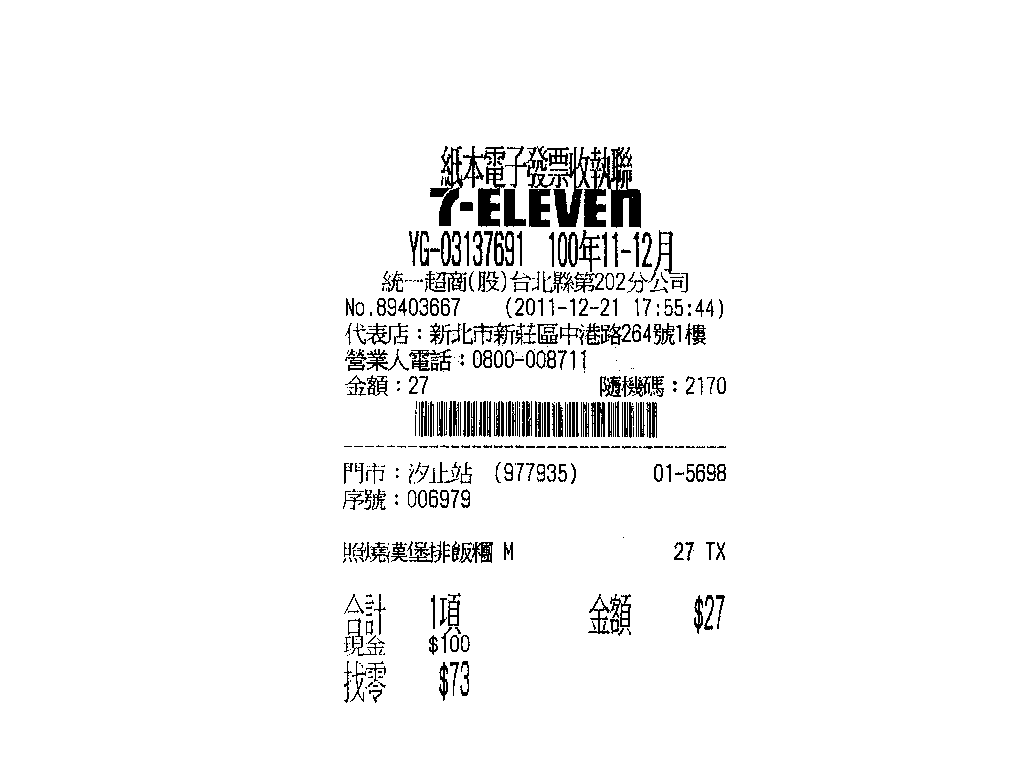 紙本電子發票收執聯
7-ELEVEn
YG-03137691 100年11-12月
統一超商(股)台北縣第202分公司
No.89403667 (2011-12-21 17:55:44)
代表店：新北市新莊區中港路264號1樓
營業人電話：0800-008711
金額：27 隨機碼：2170
門市：汐止站 (977935) 01-5698
序號：006979
照燒漢堡排飯糰 M 27 TX
合計 1項 金額 $27
現金 $100
找零 $73